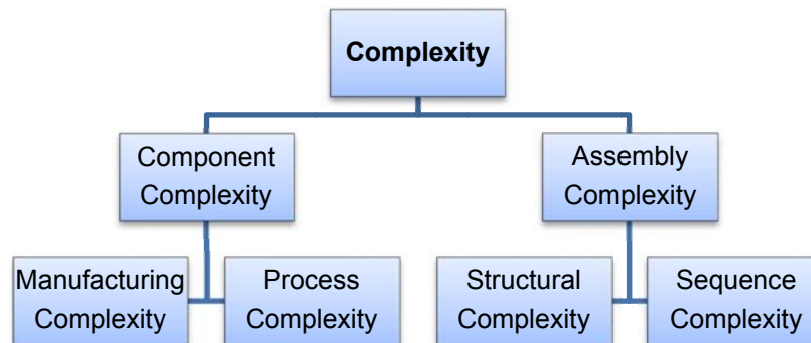 Complexity
Component
Complexity
Assembly
Complexity
Manufacturing
Complexity
Process
Complexity
Structural
Complexity
Sequence
Complexity